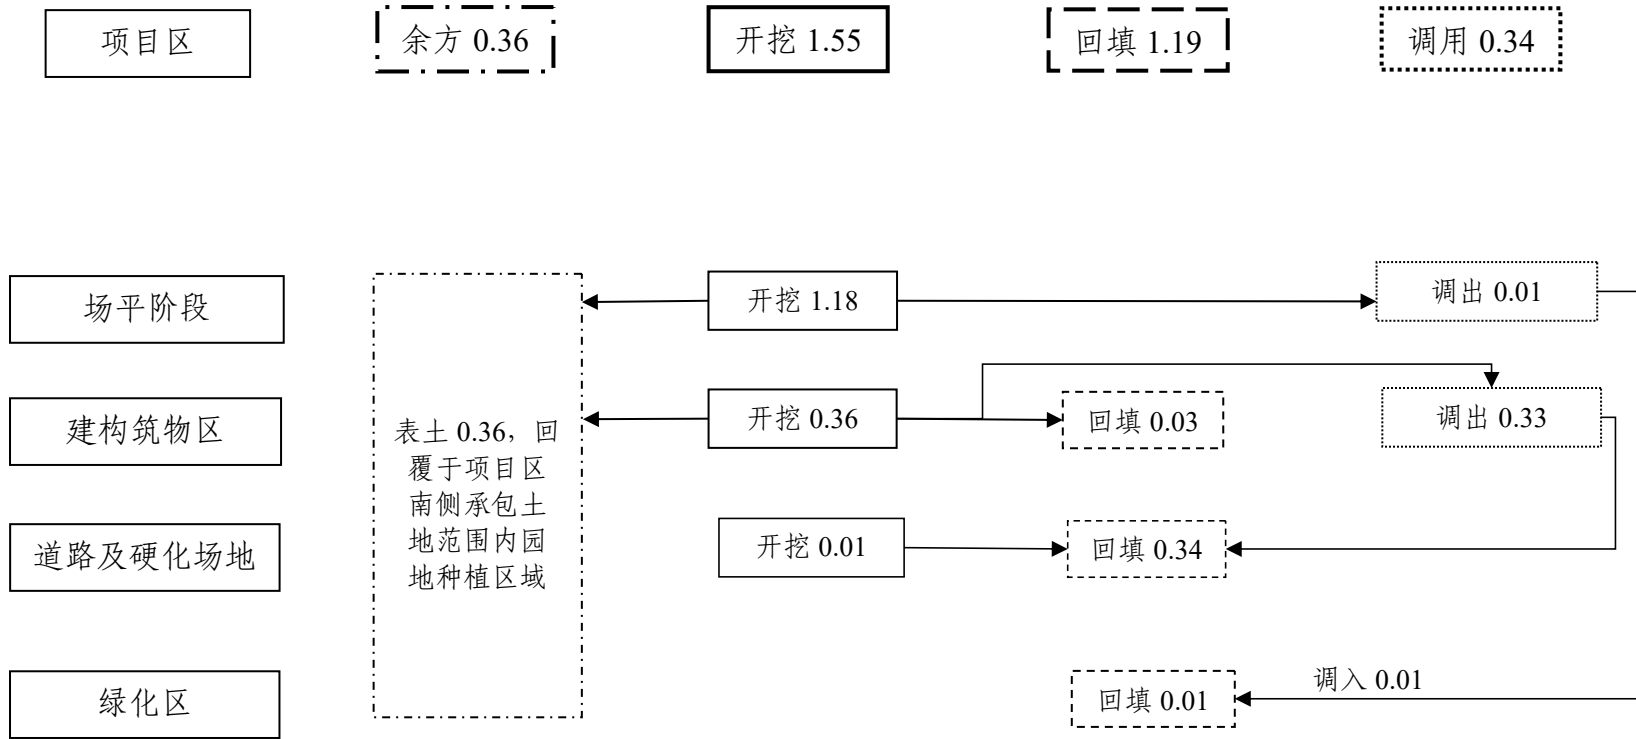 项目区
余方 0.36
开挖 1.55
回填 1.19
调用 0.34
场平阶段
开挖 1.18
调出 0.01
建构筑物区
开挖 0.36
回填 0.03
调出 0.33
表土 0.36，回
覆于项目区
南侧承包土
地范围内园
地种植区域
道路及硬化场地
开挖 0.01
回填 0.34
绿化区
回填 0.01
调入 0.01